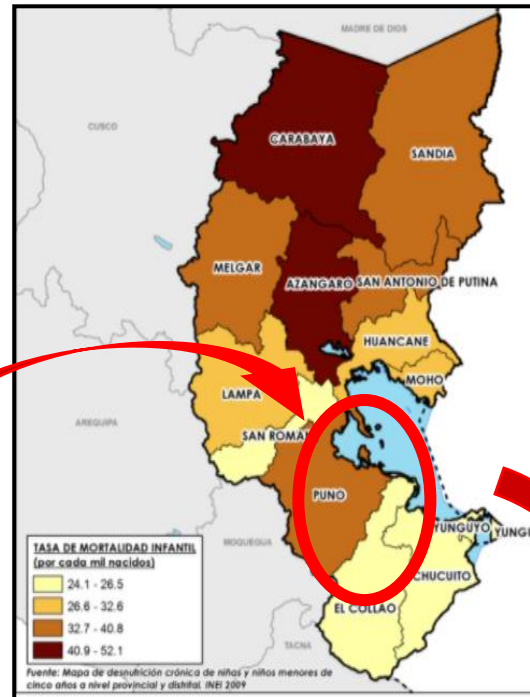 MADRE DE DIOS
CUSCO
CARABAYA
SANDIA
MELGAR
AZANGARO
SAN ANTONIO DE PUTINA
HUANCANE
MOHO
LAMPA
AREQUIPA
SAN ROMA
PUNO
MOQUEGUA
YUNGUYO
YUNG
CHUCUITO
EL COLLAO
TACNA
TASA DE MORTALIDAD INFANTIL
(por cada mil nacidos)
24.1 - 26.5
26.6 - 32.6
32.7 - 40.8
40.9 - 52.1
Fuente: Mapa de desnutrición crónica de niñas y niños menores de
cinco años a nivel provincial y distrital. INEI 2009